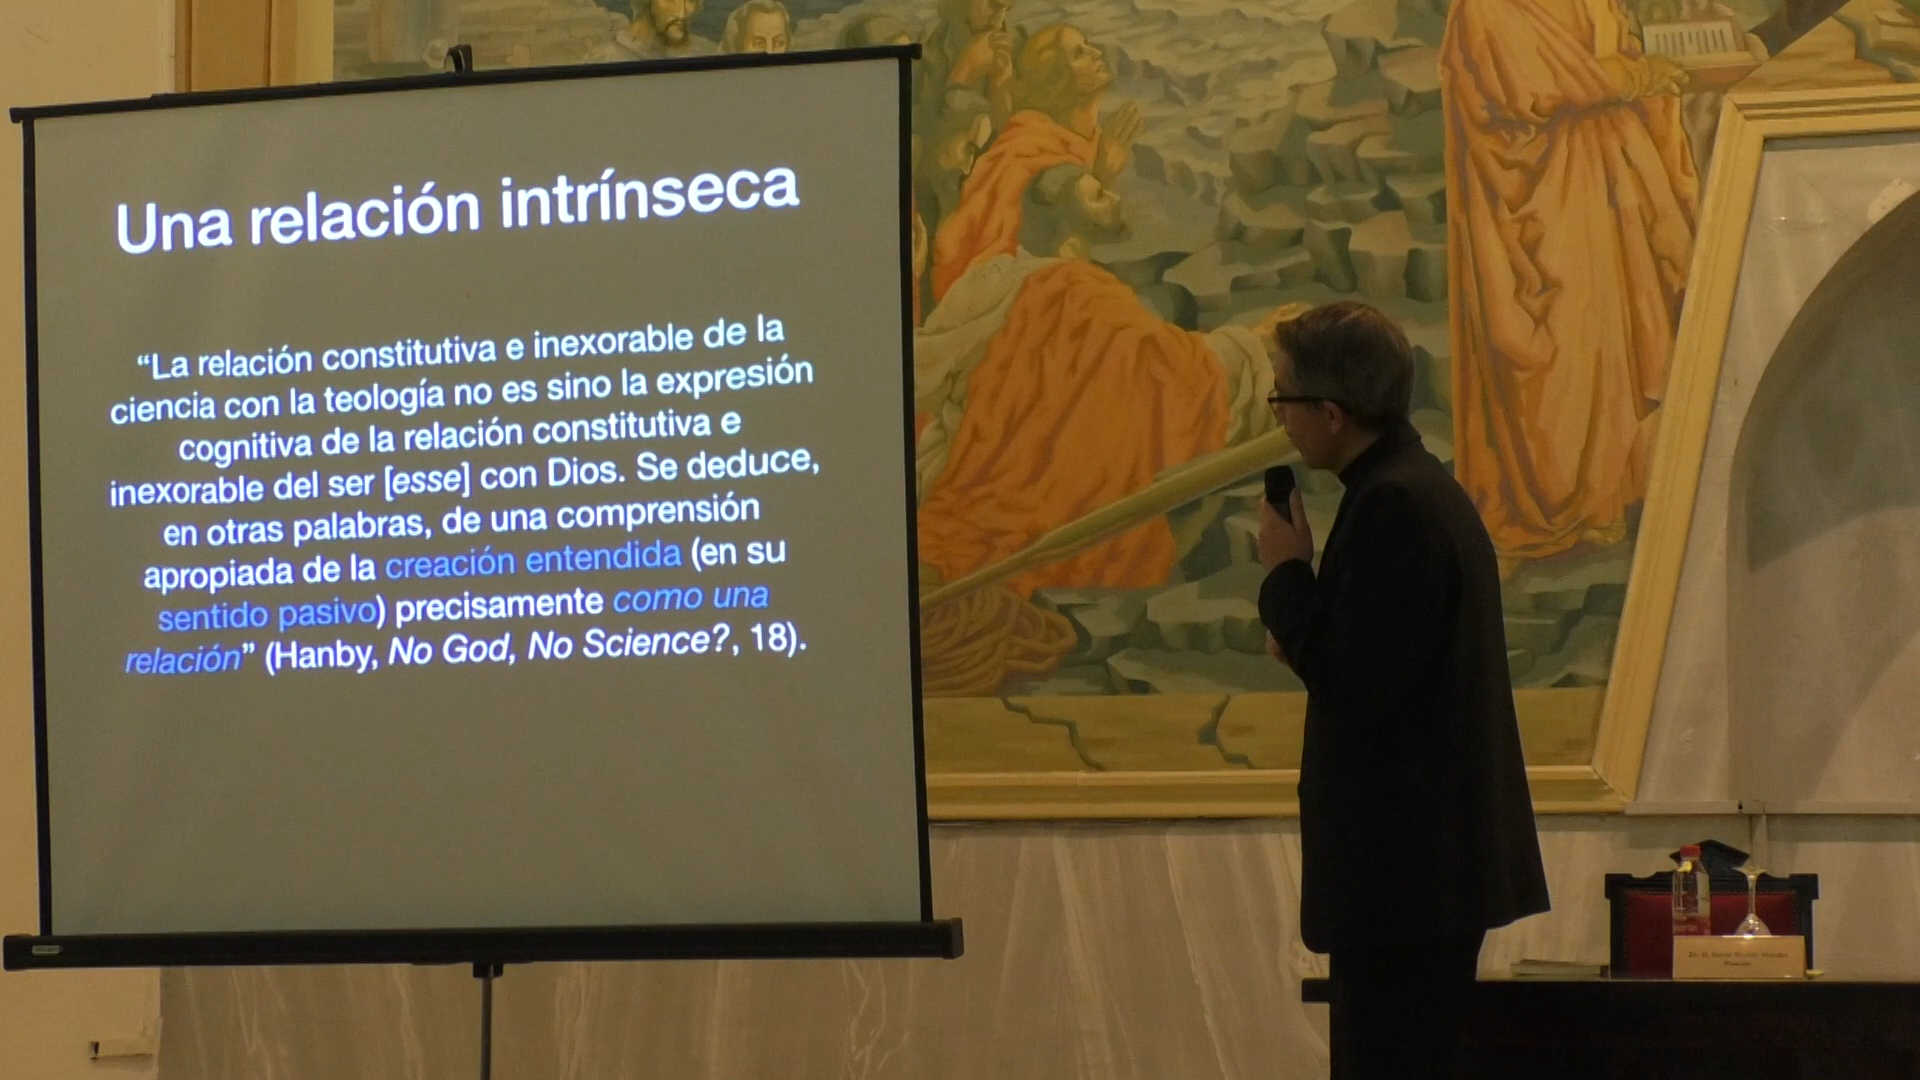 Una relación intrínseca
“La relación constitutiva e inexorable de la
ciencia con la teología no es sino la expresión
cognitiva de la relación constitutiva e
inexorable del ser [esse] con Dios. Se deduce,
en otras palabras, de una comprensión
apropiada de la creación entendida (en su
sentido pasivo) precisamente como una
relación” (Hanby, No God, No Science?, 18).